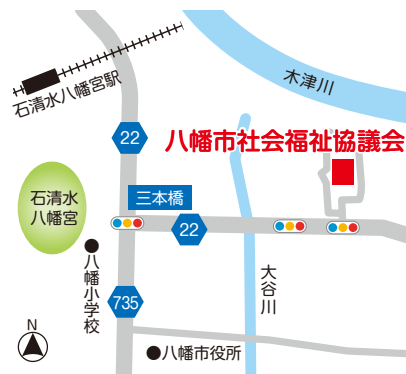 木津川
石清水八幡宮駅
22
八幡市社会福祉協議会
石清水
八幡宮
三本橋
22
八幡小学校
大谷川
735
N
八幡市役所